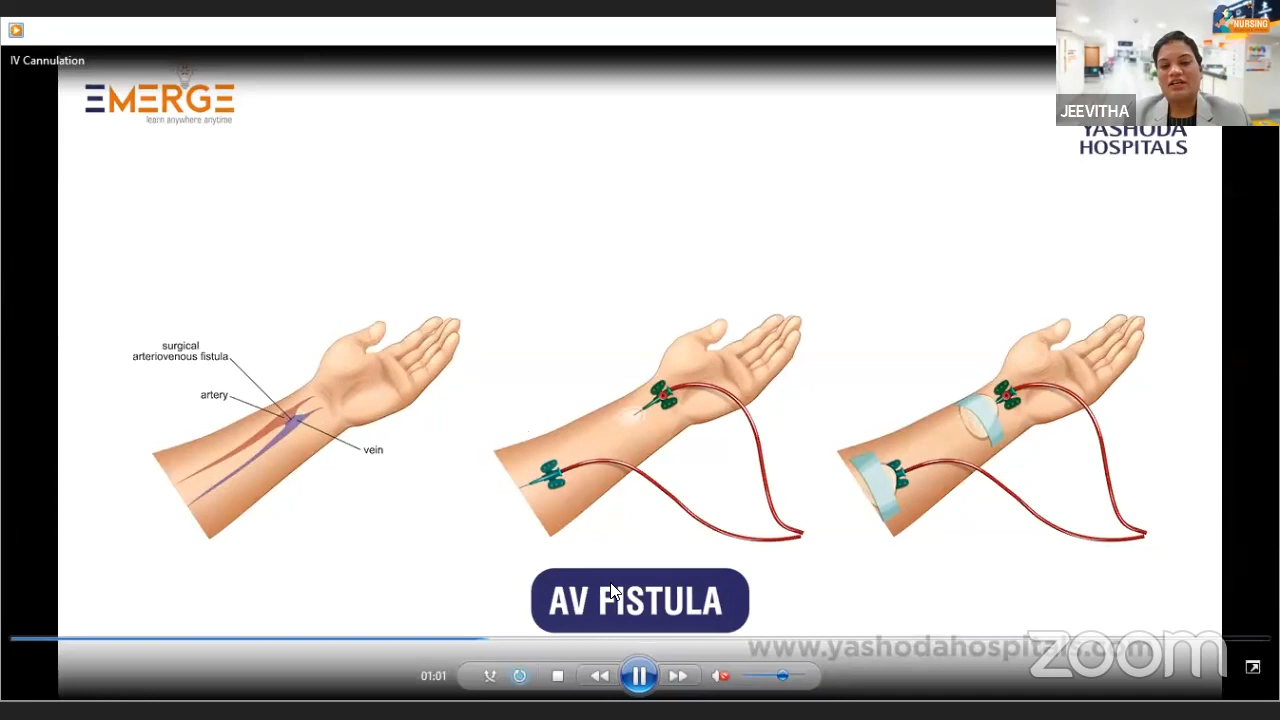 IV Cannulation
EMERGE
learn anywhere anytime
NURSING
JEEVITHA
YASHODA
HOSPITALS
surgical
arteriovenous fistula
artery
vein
AV FISTULA
www.yashodahospitals.com
zoom
01:01